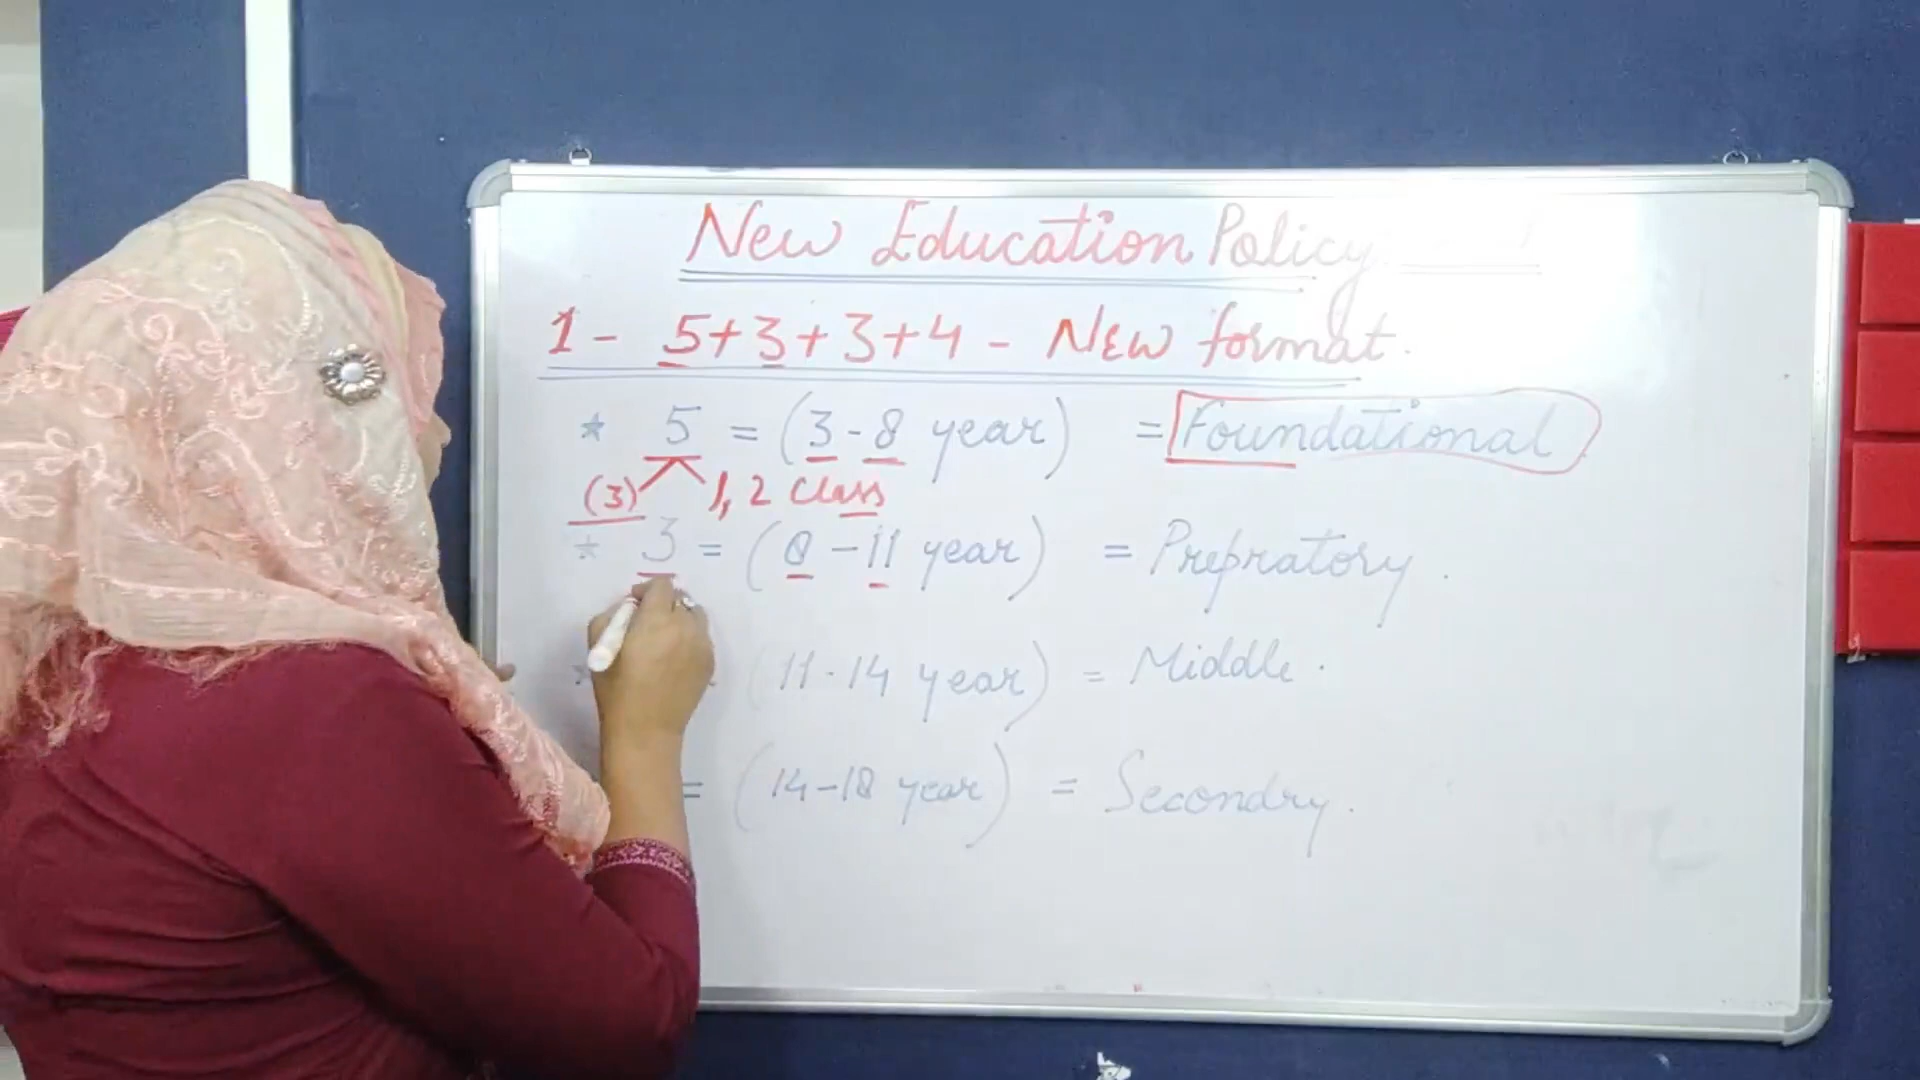 New Education Policy
1 - 5+3+3+4 - New format.
* 5 = (3-8 year) = Foundational
(3) 1, 2 Class
* 3 = (8-11 year) = Prepratory.
* (11-14 year) = Middle.
= (14-18 year) = Secondry.